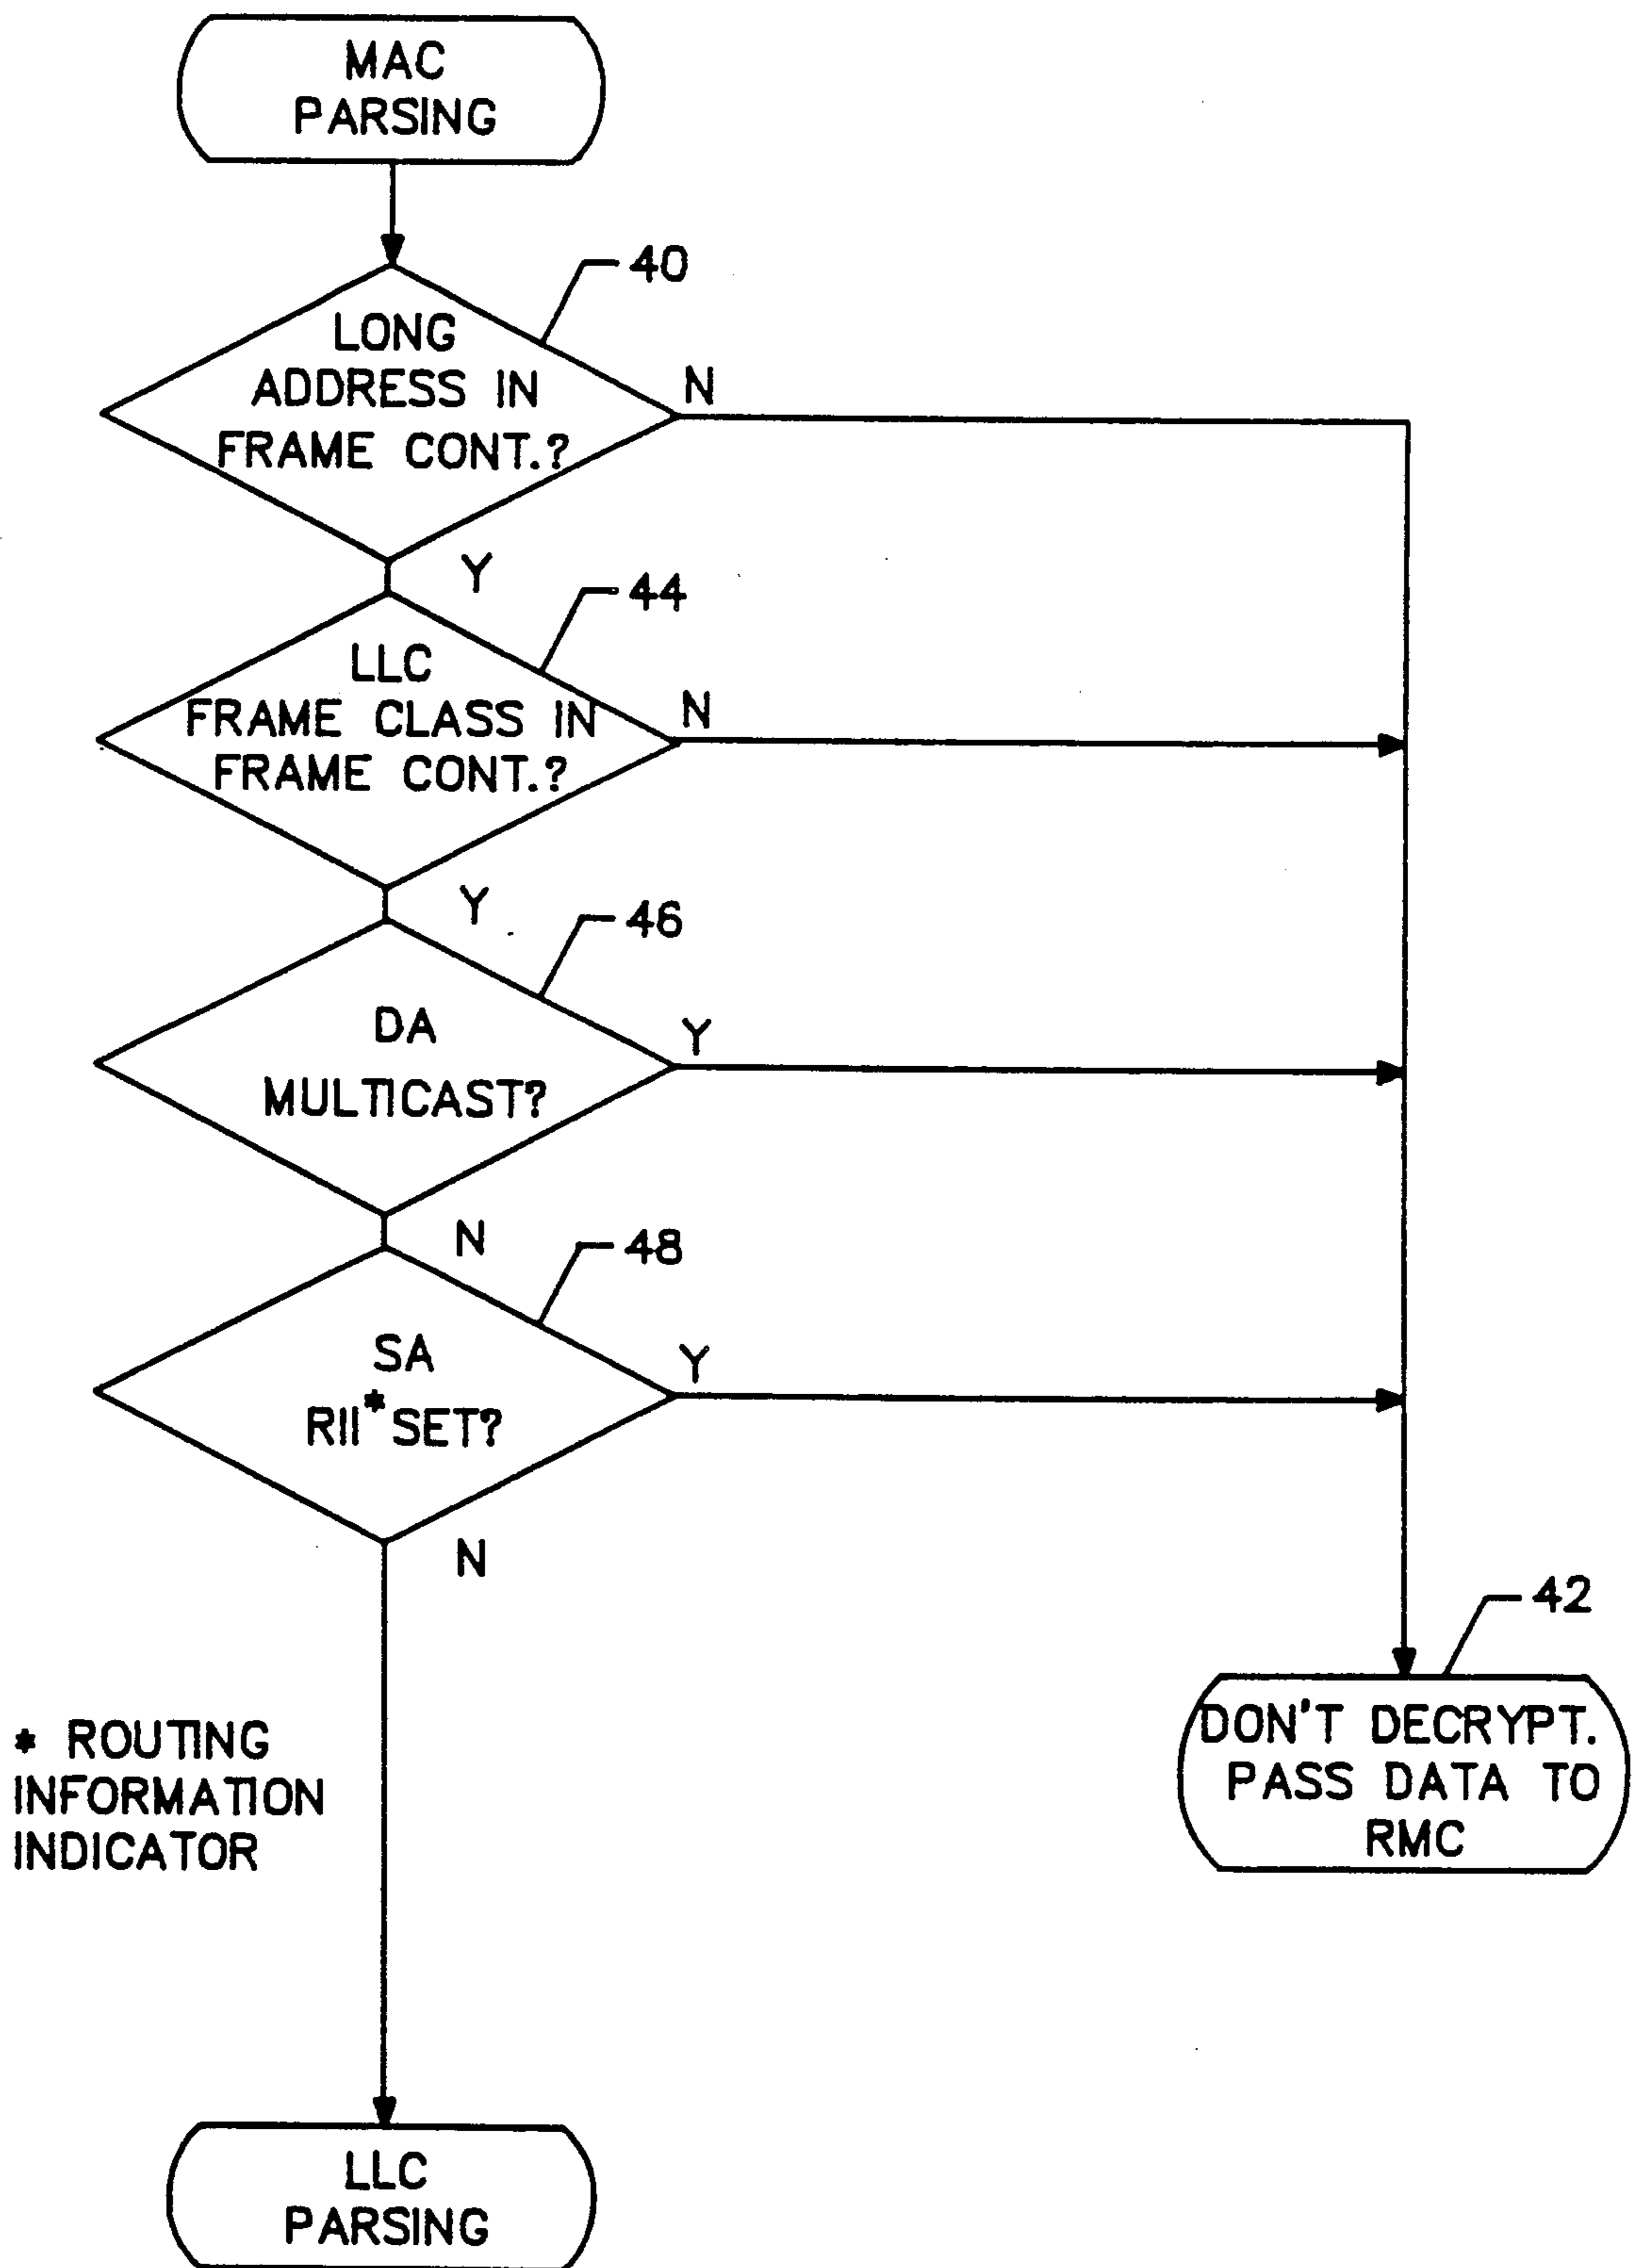 MAC
PARSING
40
LONG
ADDRESS IN
FRAME CONT.?
N
Y
44
LLC
FRAME CLASS IN
FRAME CONT.?
N
Y
46
DA
MULTICAST?
Y
N
48
SA
RII* SET?
Y
N
42
DON'T DECRYPT.
PASS DATA TO
RMC
* ROUTING
INFORMATION
INDICATOR
LLC
PARSING